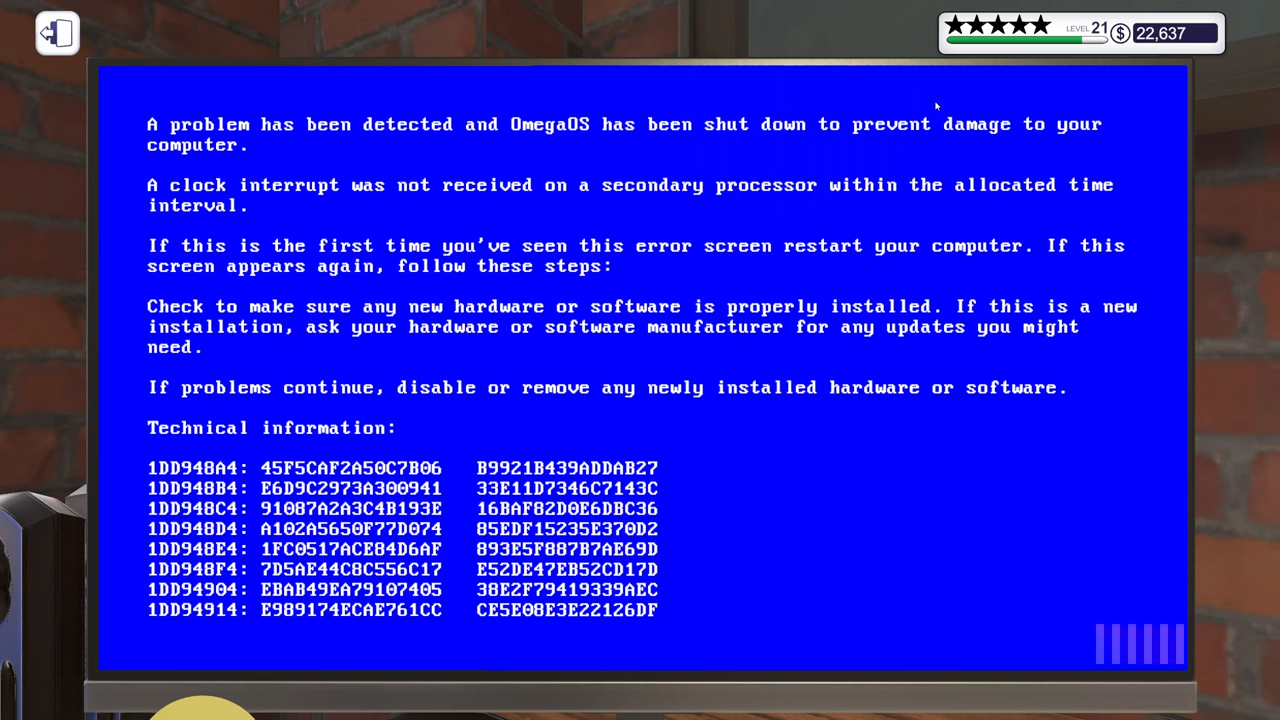 LEVEL 21
$ 22,637
A problem has been detected and OmegaOS has been shut down to prevent damage to your
computer.
A clock interrupt was not received on a secondary processor within the allocated time
interval.
If this is the first time you've seen this error screen restart your computer. If this
screen appears again, follow these steps:
Check to make sure any new hardware or software is properly installed. If this is a new
installation, ask your hardware or software manufacturer for any updates you might
need.
If problems continue, disable or remove any newly installed hardware or software.
Technical information:
1DD948A4: 45F5CAF2A50C7B06 B9921B439ADDAB27
1DD948B4: E6D9C2973A300941 33E11D7346C7143C
1DD948C4: 91087A2A3C4B193E 16BAF82D0E6DBC36
1DD948D4: A102A5650F77D074 85EDF15235E370D2
1DD948E4: 1FC0517ACE84D6AF 893E5F887B7AE69D
1DD948F4: 7D5AE44C8C556C17 E52DE47EB52CD17D
1DD94904: EBAB49EA79107405 38E2F79419339AEC
1DD94914: E989174ECAE761CC CE5E08E3E22126DF